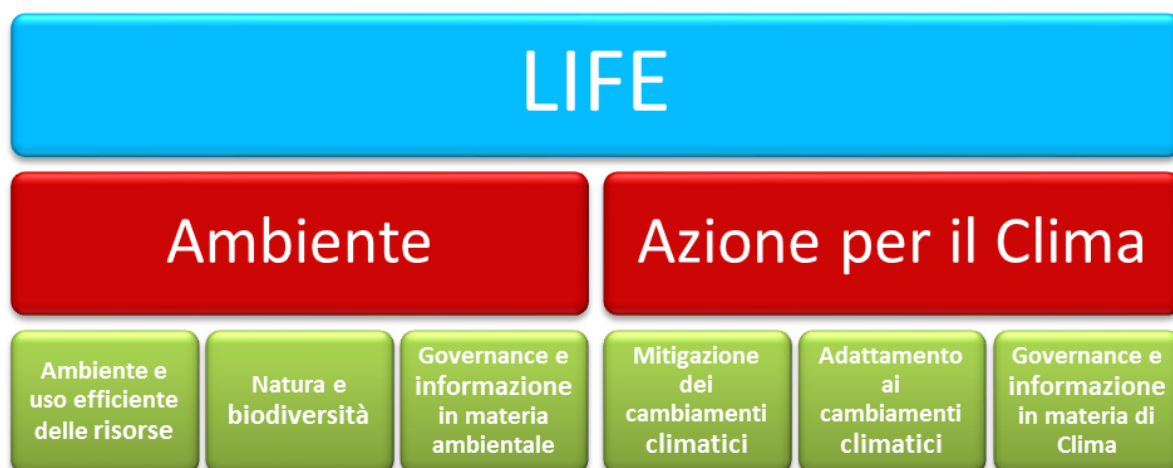 LIFE
Ambiente
Azione per il Clima
Ambiente e
uso efficiente
delle risorse
Natura e
biodiversità
Governance e
informazione
in materia
ambientale
Mitigazione
dei
cambiamenti
climatici
Adattamento
ai
cambiamenti
climatici
Governance e
informazione
in materia di
Clima